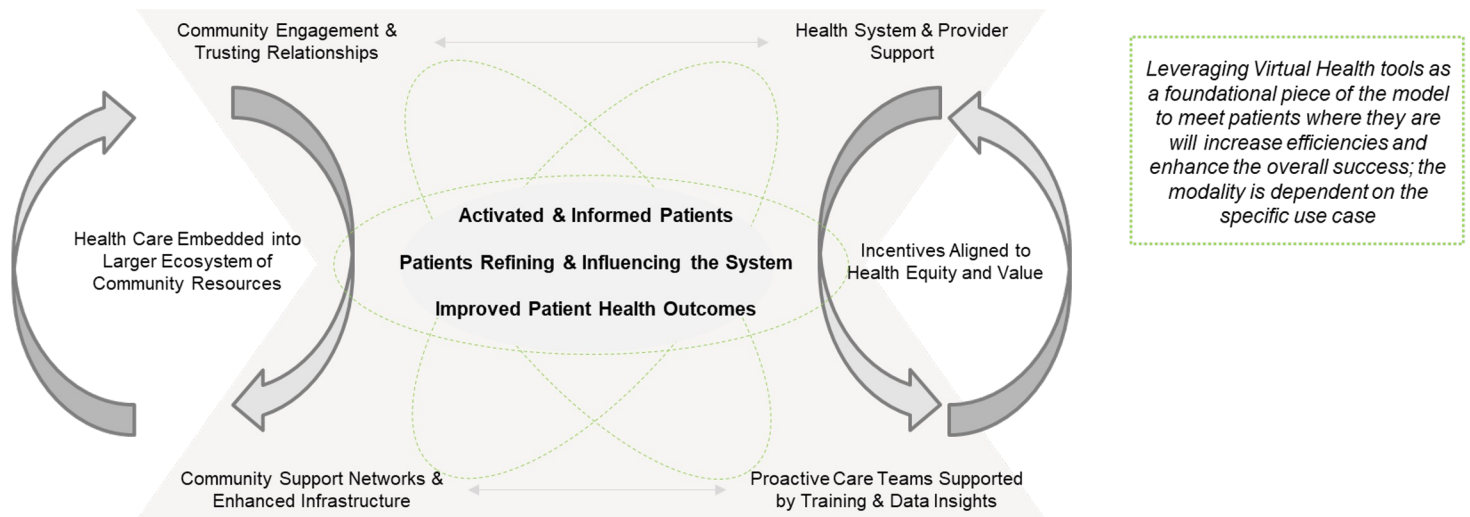 Community Engagement &
Trusting Relationships
Health System & Provider
Support
Leveraging Virtual Health tools as
a foundational piece of the model
to meet patients where they are
will increase efficiencies and
enhance the overall success; the
modality is dependent on the
specific use case
Health Care Embedded into
Larger Ecosystem of
Community Resources
Activated & Informed Patients
Patients Refining & Influencing the System
Improved Patient Health Outcomes
Incentives Aligned to
Health Equity and Value
Community Support Networks &
Enhanced Infrastructure
Proactive Care Teams Supported
by Training & Data Insights